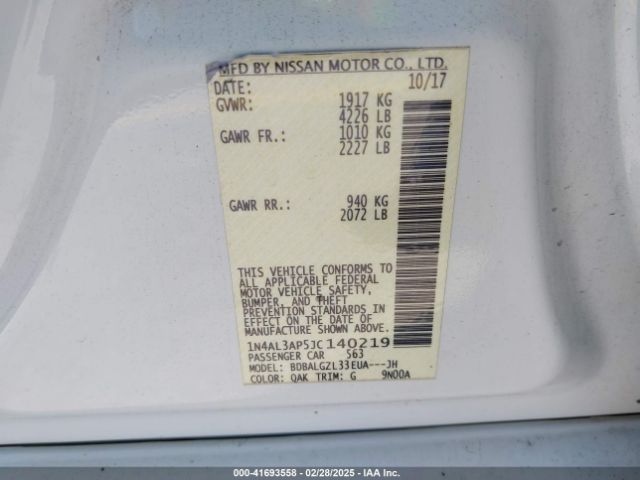 MFD BY NISSAN MOTOR CO., LTD.
DATE: 10/17
GVWR: 1917 KG
4226 LB
GAWR FR.: 1010 KG
2227 LB
GAWR RR.: 940 KG
2072 LB
THIS VEHICLE CONFORMS TO
ALL APPLICABLE FEDERAL
MOTOR VEHICLE SAFETY,
BUMPER, AND THEFT
PREVENTION STANDARDS
IN EFFECT ON THE DATE OF
MANUFACTURE SHOWN ABOVE.
1N4AL3AP5JC140219
PASSENGER CAR S63
MODEL: BDBALGZL33EUA---JH
COLOR: QAK TRIM: G 9N00A
000-41693558 - 02/28/2025 - IAA Inc.